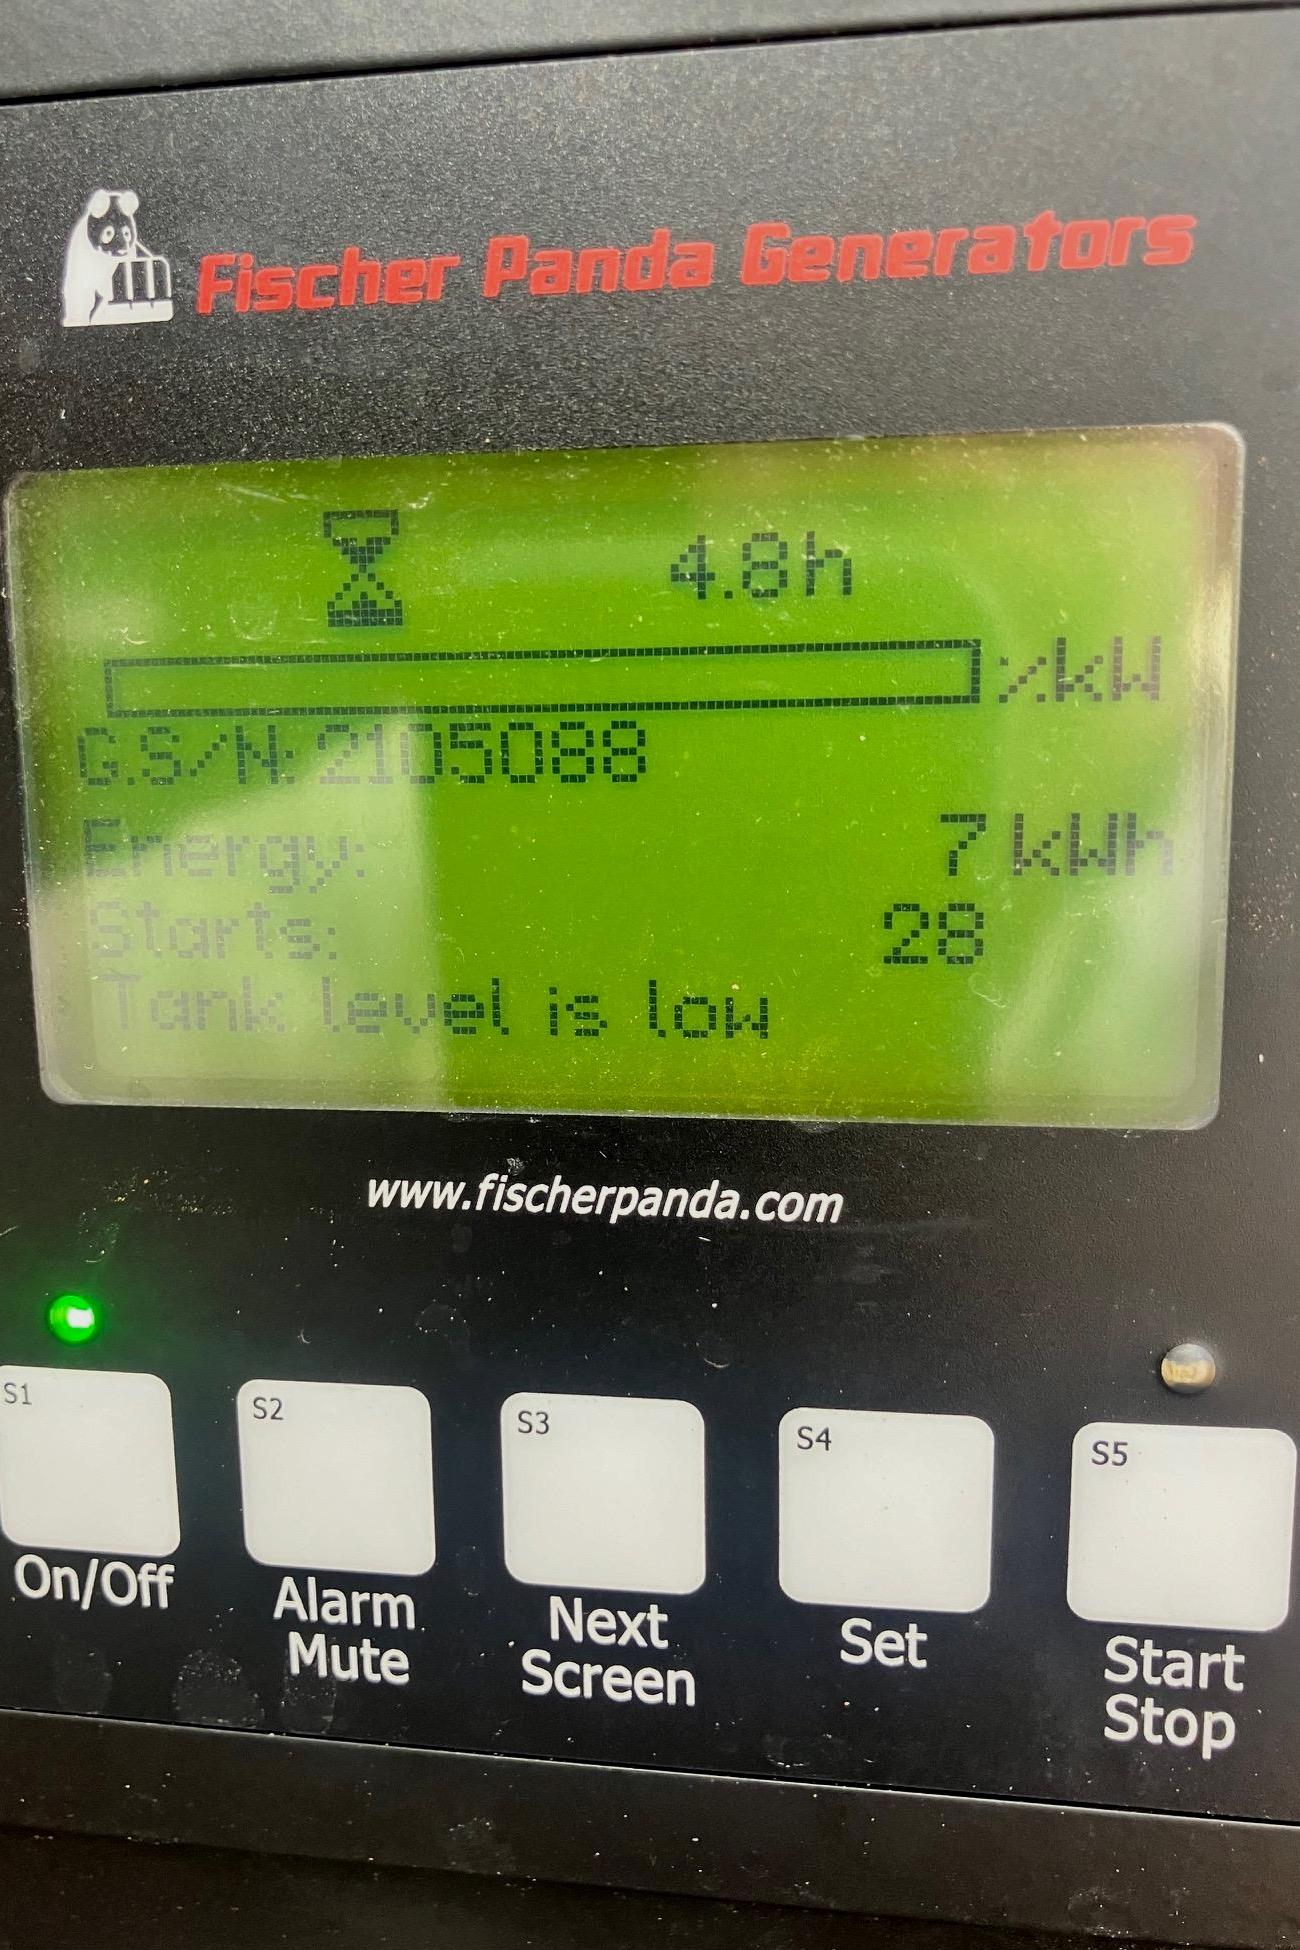 Fischer Panda Generators
4.8h
%kW
G.S/N: 2105088
Energy: 7 kWh
Starts: 28
Tank level is low
www.fischerpanda.com
S1 S2 S3 S4 S5
On/Off Alarm Mute Next Screen Set Start Stop